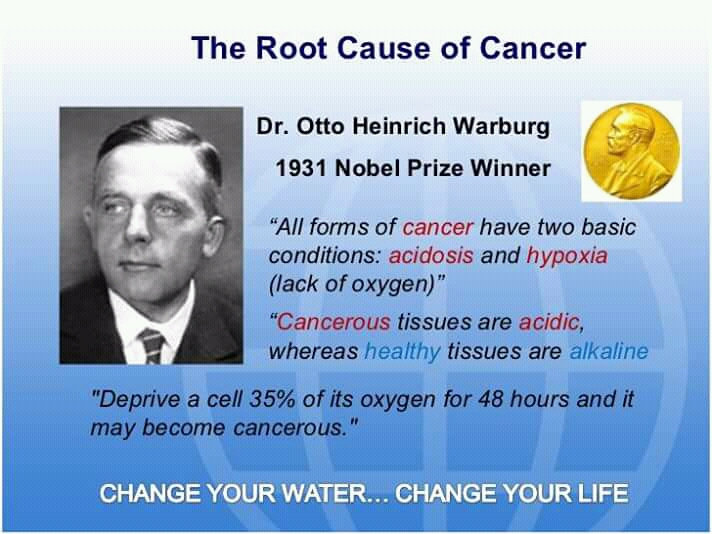 The Root Cause of Cancer
Dr. Otto Heinrich Warburg
1931 Nobel Prize Winner
“All forms of cancer have two basic
conditions: acidosis and hypoxia
(lack of oxygen)”
“Cancerous tissues are acidic,
whereas healthy tissues are alkaline
"Deprive a cell 35% of its oxygen for 48 hours and it
may become cancerous."
CHANGE YOUR WATER... CHANGE YOUR LIFE